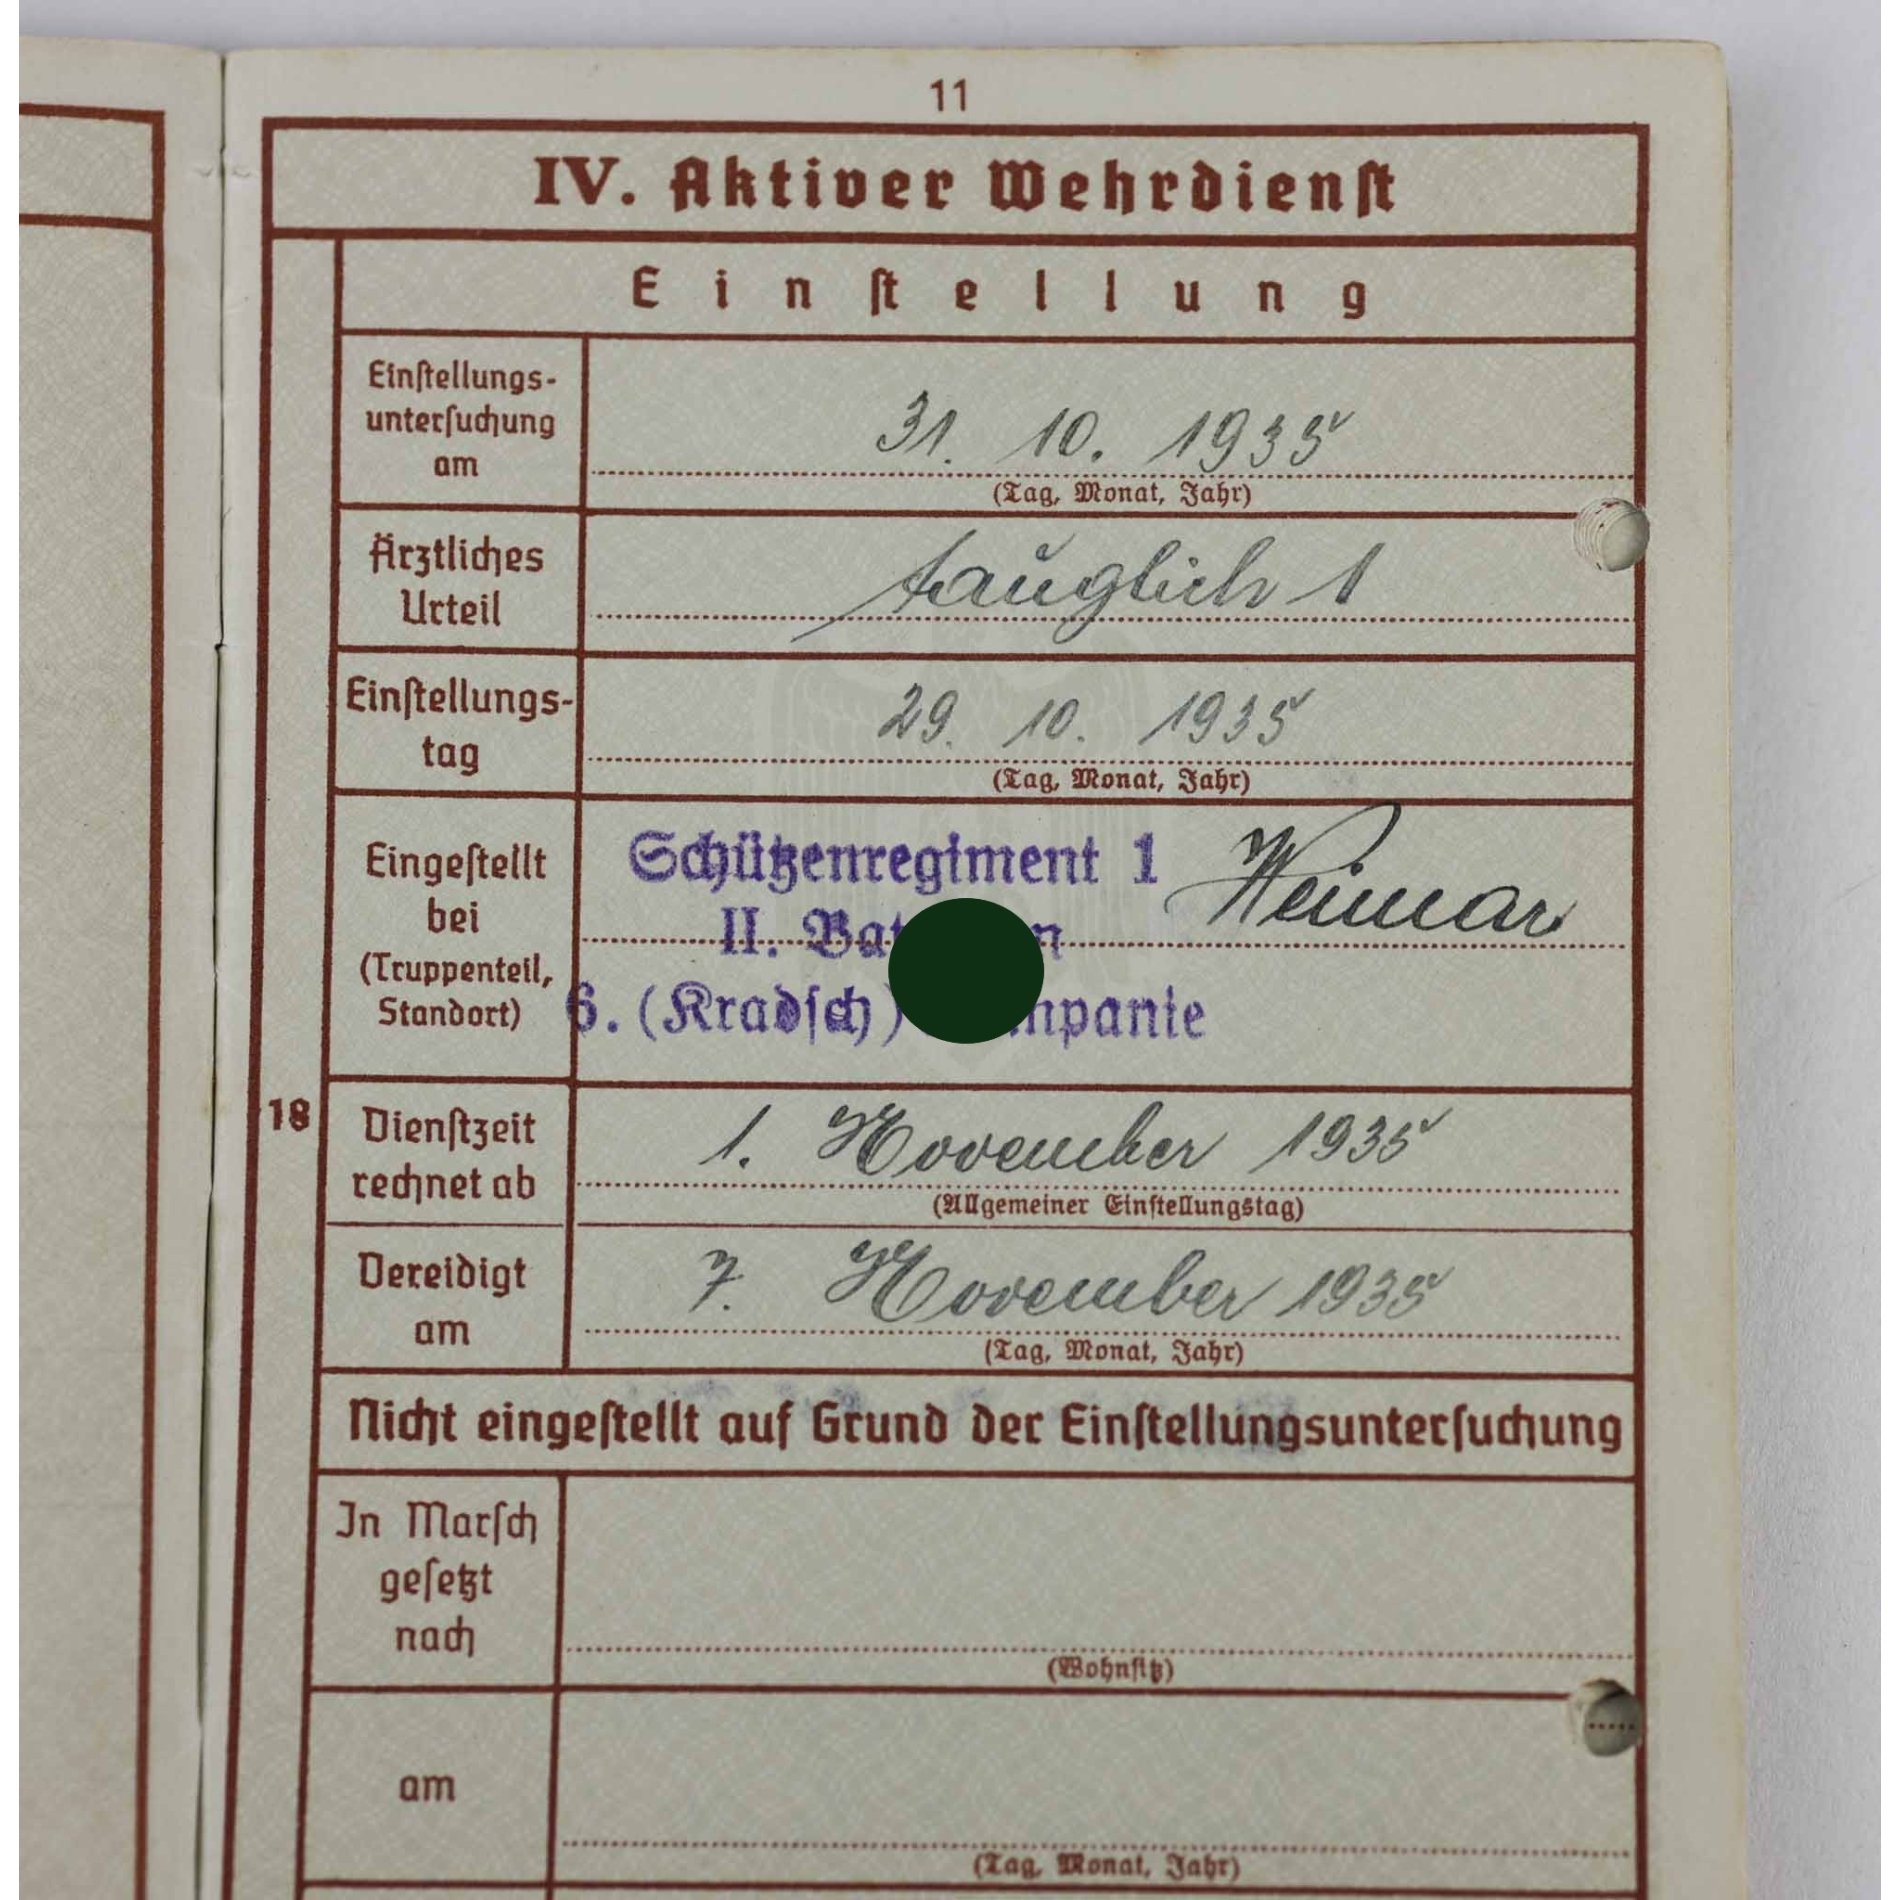 11
IV. Aktiver Wehrdienst
Einstellung
Einstellungs-
untersuchung
am
31. 10. 1935
(Tag, Monat, Jahr)
Ärztliches
Urteil
tauglich 1
Einstellungs-
tag
29. 10. 1935
(Tag, Monat, Jahr)
Eingestellt
bei
(Truppenteil,
Standort)
Schützenregiment 1 Weimar
II.
6. (Kradsch)
18
Dienstzeit
rechnet ab
1. November 1935
(Allgemeiner Einstellungstag)
Vereidigt
am
7. November 1935
(Tag, Monat, Jahr)
Nicht eingestellt auf Grund der Einstellungsuntersuchung
In Marsch
gesetzt
nach
(Wohnsitz)
am
(Tag, Monat, Jahr)